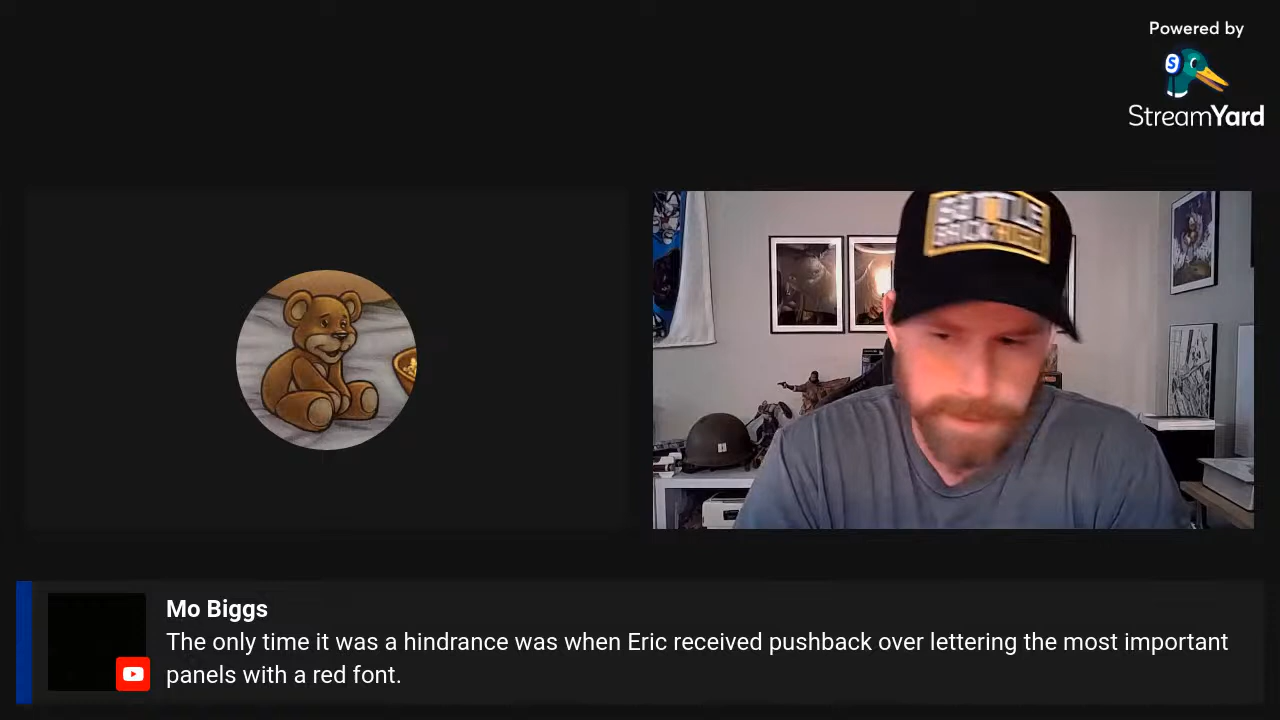 Powered by
S
StreamYard
Mo Biggs
The only time it was a hindrance was when Eric received pushback over lettering the most important
panels with a red font.